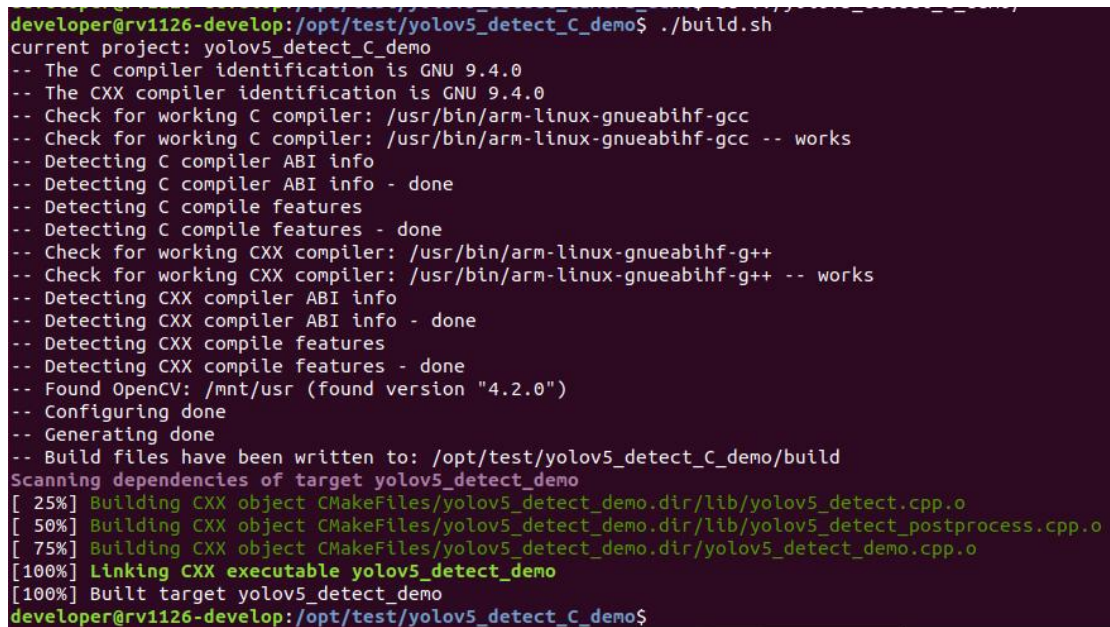 developer@rv1126-develop:/opt/test/yolov5_detect_C_demo$ ./build.sh
current project: yolov5_detect_C_demo
-- The C compiler identification is GNU 9.4.0
-- The CXX compiler identification is GNU 9.4.0
-- Check for working C compiler: /usr/bin/arm-linux-gnueabihf-gcc
-- Check for working C compiler: /usr/bin/arm-linux-gnueabihf-gcc -- works
-- Detecting C compiler ABI info
-- Detecting C compiler ABI info - done
-- Detecting C compile features
-- Detecting C compile features - done
-- Check for working CXX compiler: /usr/bin/arm-linux-gnueabihf-g++
-- Check for working CXX compiler: /usr/bin/arm-linux-gnueabihf-g++ -- works
-- Detecting CXX compiler ABI info
-- Detecting CXX compiler ABI info - done
-- Detecting CXX compile features
-- Detecting CXX compile features - done
-- Found OpenCV: /mnt/usr (found version "4.2.0")
-- Configuring done
-- Generating done
-- Build files have been written to: /opt/test/yolov5_detect_C_demo/build
Scanning dependencies of target yolov5_detect_demo
[ 25%] Building CXX object CMakeFiles/yolov5_detect_demo.dir/lib/yolov5_detect.cpp.o
[ 50%] Building CXX object CMakeFiles/yolov5_detect_demo.dir/lib/yolov5_detect_postprocess.cpp.o
[ 75%] Building CXX object CMakeFiles/yolov5_detect_demo.dir/yolov5_detect_demo.cpp.o
[100%] Linking CXX executable yolov5_detect_demo
[100%] Built target yolov5_detect_demo
developer@rv1126-develop:/opt/test/yolov5_detect_C_demo$